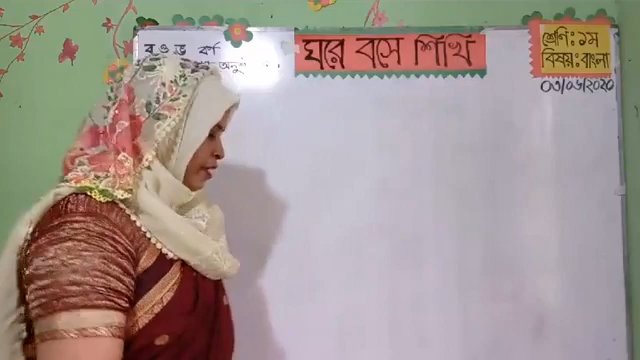 ব ও ভ
ঘরে বসে শিখি
শ্রেণি: ১ম
বিষয়: বাংলা
০৩/০৬/২০২০